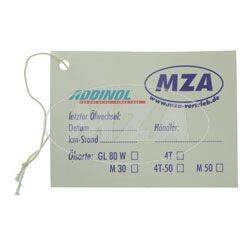 ADDINOL
MZA
www.mza-vertrieb.de
letzter Ölwechsel:
Datum
Händler:
km-Stand
Ölsorte: GL 80 W
4T
M 30
4T-50
M 50
MZA